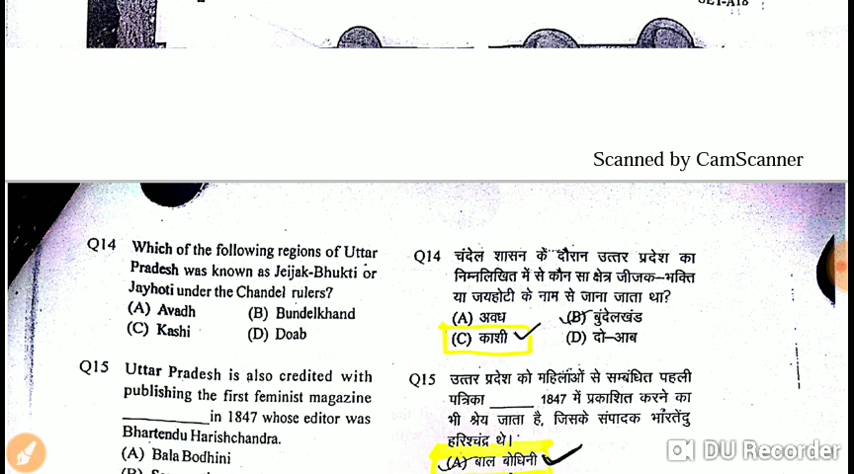 SET-A18
Scanned by CamScanner
Q14 Which of the following regions of Uttar
Pradesh was known as Jeijak-Bhukti or
Jayhoti under the Chandel rulers?
(A) Avadh (B) Bundelkhand
(C) Kashi (D) Doab
Q15 Uttar Pradesh is also credited with
publishing the first feminist magazine
________in 1847 whose editor was
Bhartendu Harishchandra.
(A) Bala Bodhini
Q14 चंदेल शासन के दौरान उत्तर प्रदेश का
निम्नलिखित में से कौन सा क्षेत्र जीजक–भक्ति
या जयहोटी के नाम से जाना जाता था?
(A) अवध (B) बुंदेलखंड
(C) काशी (D) दो–आब
Q15 उत्तर प्रदेश को महिलाओं से सम्बंधित पहली
पत्रिका ______ 1847 में प्रकाशित करने का
भी श्रेय जाता है, जिसके संपादक भारतेंदु
हरिश्चंद्र थे।
(A) बाल बोधिनी
DU Recorder